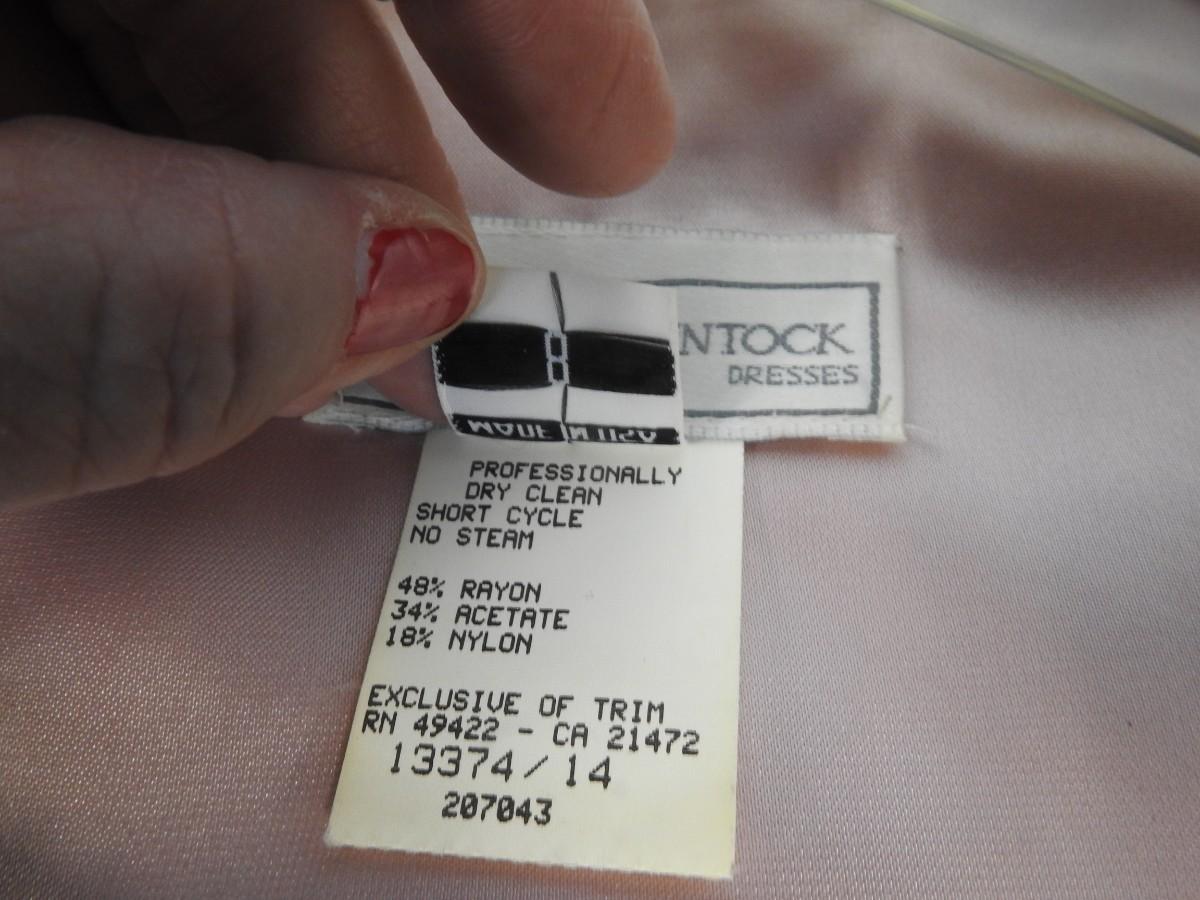 NTOCK
DRESSES
PROFESSIONALLY
DRY CLEAN
SHORT CYCLE
NO STEAM
48% RAYON
34% ACETATE
18% NYLON
EXCLUSIVE OF TRIM
RN 49422 - CA 21472
13374/14
207043